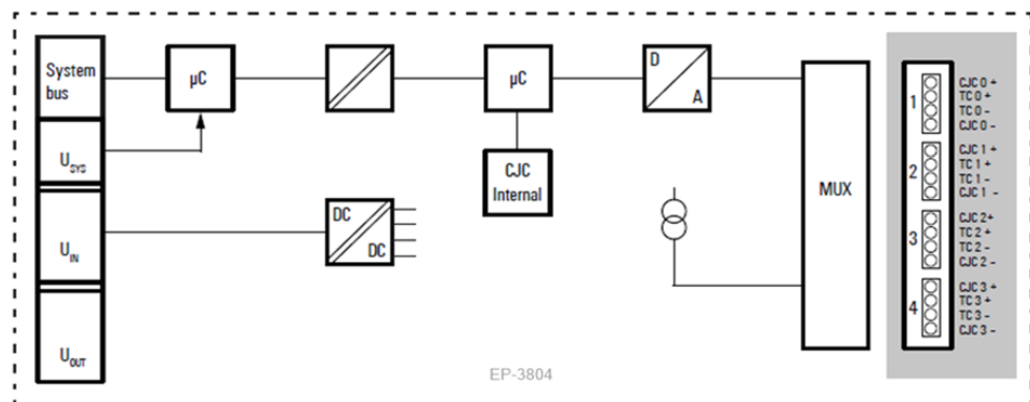 System
bus
µC
µC
D
A
CJC
Internal
U_SYS
DC
DC
U_IN
U_OUT
MUX
1
CJC 0 +
TC 0 +
TC 0 -
CJC 0 -
2
CJC 1 +
TC 1 +
TC 1 -
CJC 1 -
3
CJC 2 +
TC 2 +
TC 2 -
CJC 2 -
4
CJC 3 +
TC 3 +
TC 3 -
CJC 3 -
EP-3804